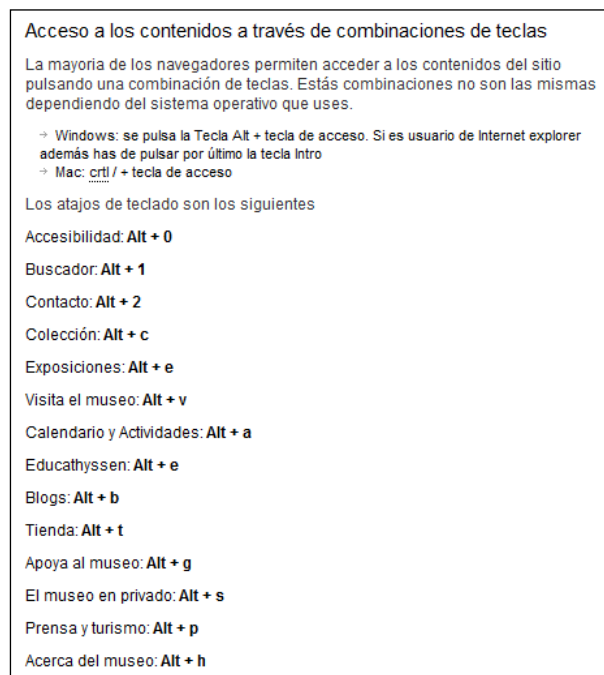 Acceso a los contenidos a través de combinaciones de teclas
La mayoria de los navegadores permiten acceder a los contenidos del sitio
pulsando una combinación de teclas. Estás combinaciones no son las mismas
dependiendo del sistema operativo que uses.
→ Windows: se pulsa la Tecla Alt + tecla de acceso. Si es usuario de Internet explorer
además has de pulsar por último la tecla Intro
→ Mac: crtl / + tecla de acceso
Los atajos de teclado son los siguientes
Accesibilidad: Alt + 0
Buscador: Alt + 1
Contacto: Alt + 2
Colección: Alt + c
Exposiciones: Alt + e
Visita el museo: Alt + v
Calendario y Actividades: Alt + a
Educathyssen: Alt + e
Blogs: Alt + b
Tienda: Alt + t
Apoya al museo: Alt + g
El museo en privado: Alt + s
Prensa y turismo: Alt + p
Acerca del museo: Alt + h